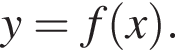 y = f(x).